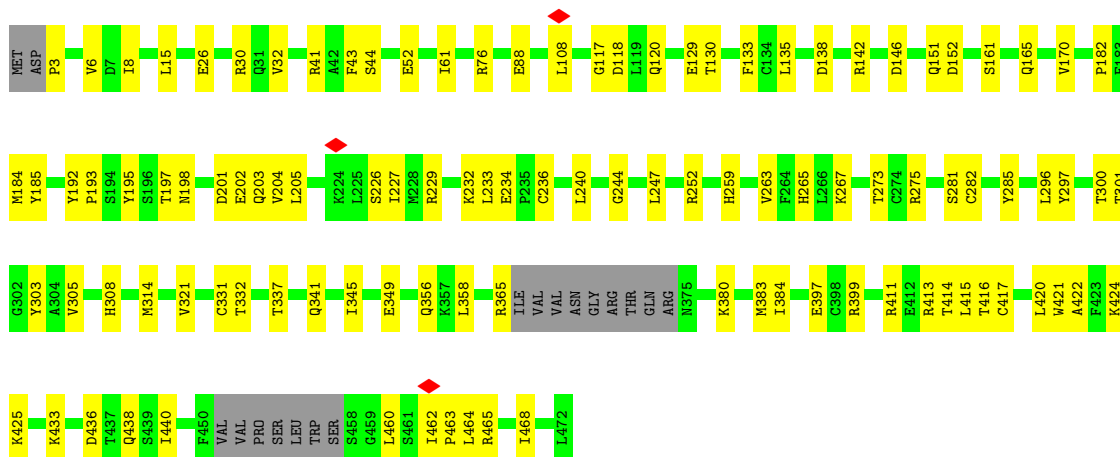 MET ASP P3 V6 D7 I8 L15 E26 R30 Q31 V32 R41 A42 F43 S44 E52 I61 R76 E88 L108 G117 D118 L119 Q120 E129 T130 F133 C134 L135 D138 R142 D146 Q151 D152 S161 Q165 V170 P182
M184 Y185 Y192 P193 S194 Y195 S196 T197 N198 D201 E202 Q203 V204 L205 K224 L225 S226 I227 M228 R229 K232 L233 E234 P235 C236 L240 G244 L247 R252 H259 V263 F264 H265 L266 K267 T273 C274 R275 S281 C282 Y285 L296 Y297 T300
G302 Y303 A304 V305 H308 M314 V321 C331 T332 T337 Q341 I345 E349 Q356 K357 L358 R365 ILE VAL VAL ASN GLY ARG THR GLN ARG N375 K380 M383 I384 E397 C398 R399 R411 E412 R413 T414 L415 T416 C417 L420 W421 A422 F423 K424
K425 K433 D436 T437 Q438 S439 I440 F450 VAL VAL PRO SER LEU TRP SER S458 G459 L460 S461 I462 P463 L464 R465 I468 L472